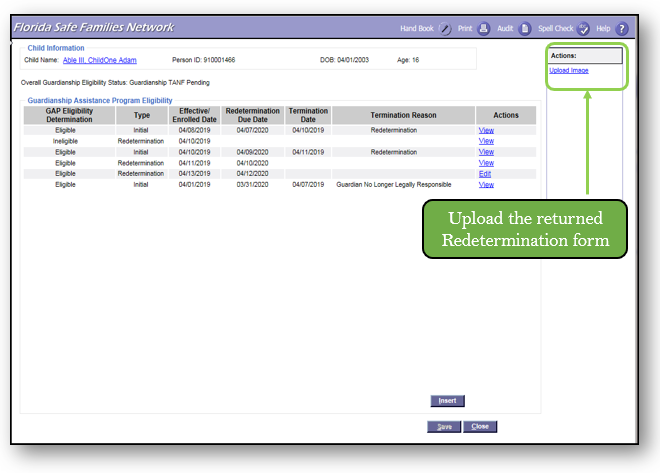 Florida Safe Families Network
Hand Book Print Audit Spell Check Help ?
Child Information
Child Name: Able III, ChildOne Adam Person ID: 910001466 DOB: 04/01/2003 Age: 16
Overall Guardianship Eligibility Status: Guardianship TANF Pending
Guardianship Assistance Program Eligibility
GAP Eligibility Determination Type Effective/ Enrolled Date Redetermination Due Date Termination Date Termination Reason Actions
Eligible Initial 04/08/2019 04/07/2020 04/10/2019 Redetermination View
Ineligible Redetermination 04/10/2019 View
Eligible Initial 04/10/2019 04/09/2020 04/11/2019 Redetermination View
Eligible Redetermination 04/11/2019 04/10/2020 View
Eligible Redetermination 04/13/2019 04/12/2020 Edit
Eligible Initial 04/01/2019 03/31/2020 04/07/2019 Guardian No Longer Legally Responsible View
Actions:
Upload Image
Upload the returned
Redetermination form
Insert
Save Close